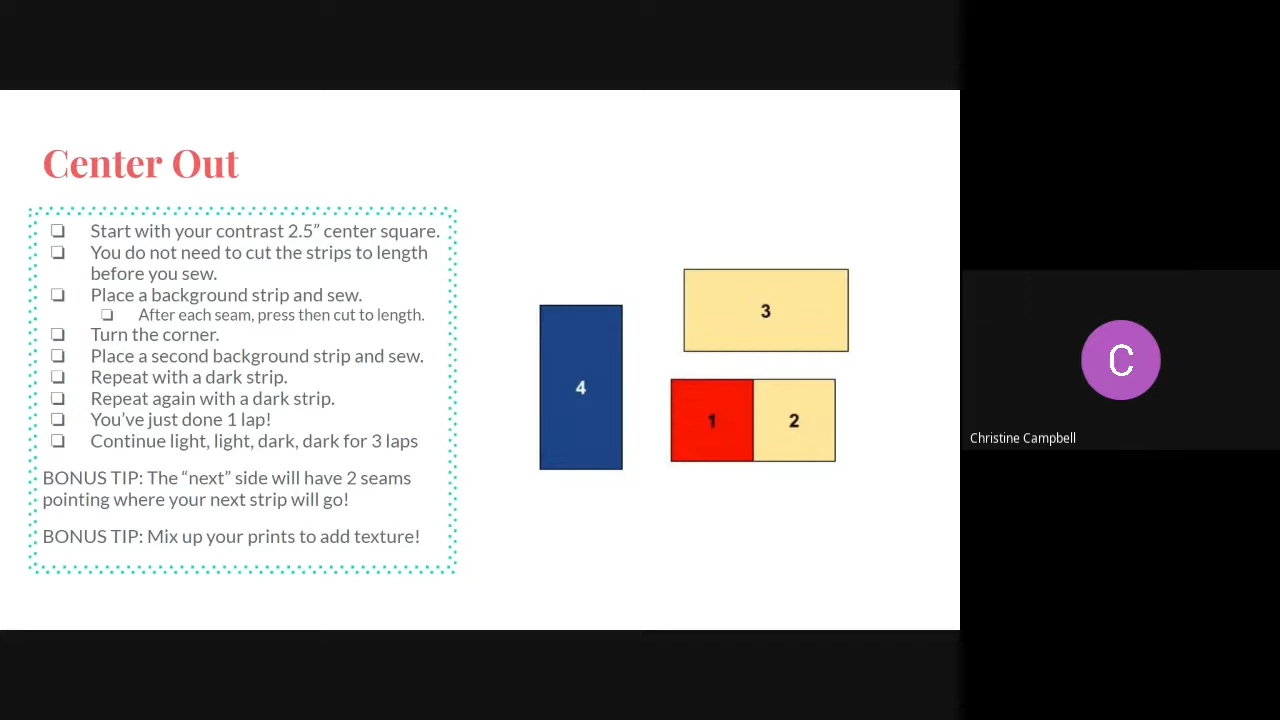 Center Out
❏ Start with your contrast 2.5” center square.
❏ You do not need to cut the strips to length
before you sew.
❏ Place a background strip and sew.
❏ After each seam, press then cut to length.
❏ Turn the corner.
❏ Place a second background strip and sew.
❏ Repeat with a dark strip.
❏ Repeat again with a dark strip.
❏ You’ve just done 1 lap!
❏ Continue light, light, dark, dark for 3 laps
BONUS TIP: The “next” side will have 2 seams
pointing where your next strip will go!
BONUS TIP: Mix up your prints to add texture!
3
4
1 2
C
Christine Campbell